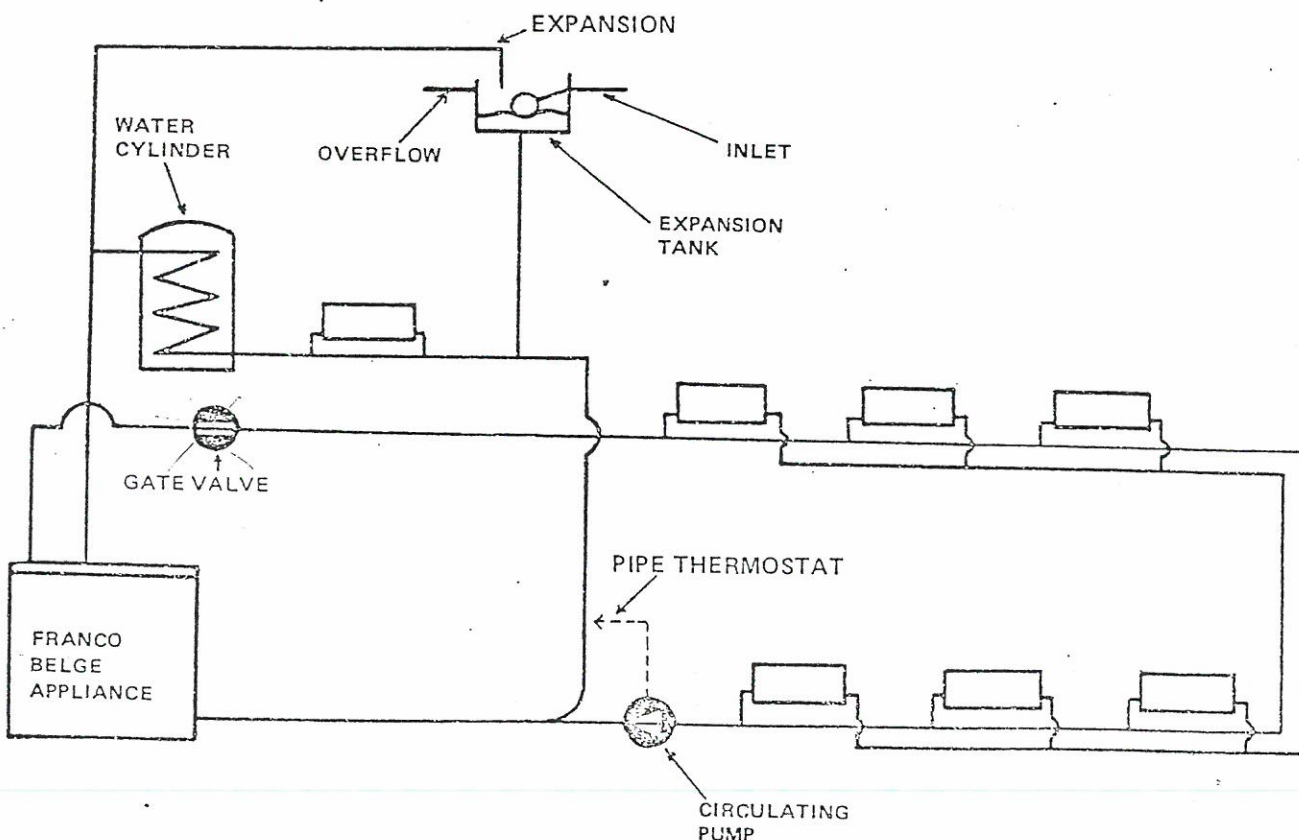 EXPANSION
WATER
CYLINDER
OVERFLOW
INLET
EXPANSION
TANK
GATE VALVE
PIPE THERMOSTAT
FRANCO
BELGE
APPLIANCE
CIRCULATING
PUMP